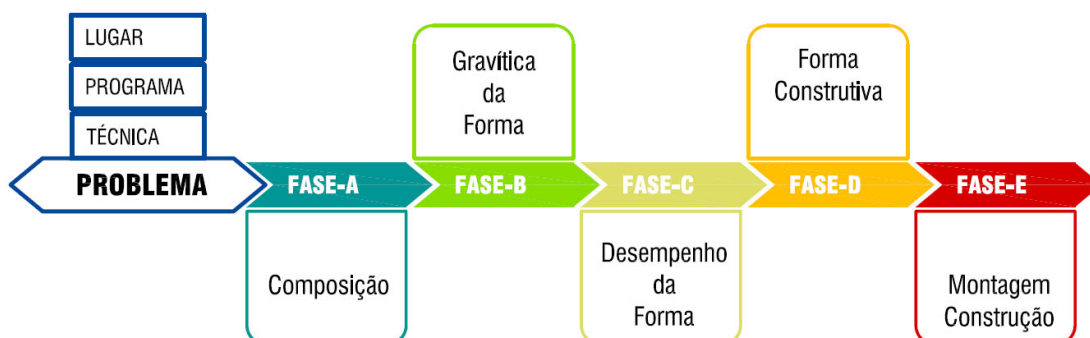 LUGAR
PROGRAMA
TÉCNICA
PROBLEMA
FASE-A
Composição
Gravítica
da
Forma
FASE-B
FASE-C
Desempenho
da
Forma
Forma
Construtiva
FASE-D
FASE-E
Montagem
Construção